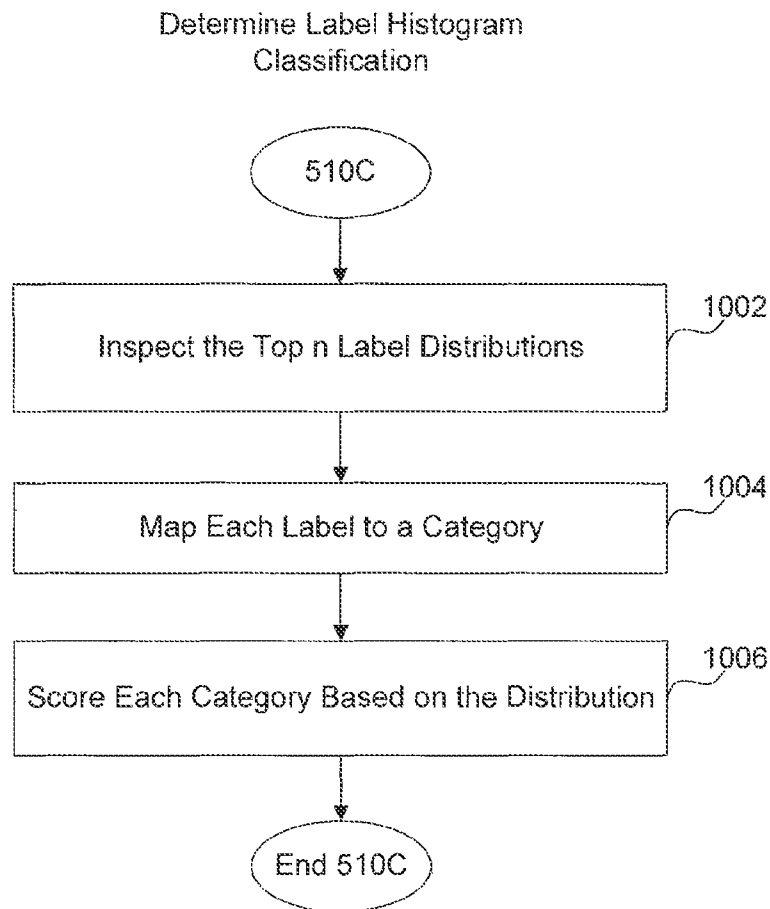 Determine Label Histogram
Classification
510C
Inspect the Top n Label Distributions
1002
Map Each Label to a Category
1004
Score Each Category Based on the Distribution
1006
End 510C